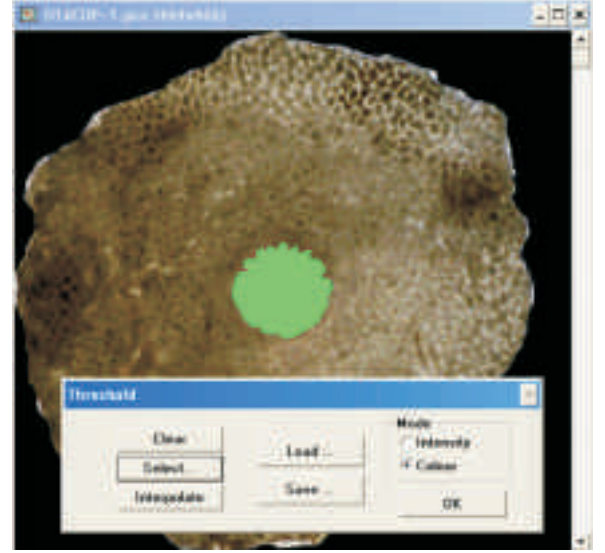 Threshold
Clear
Select...
Interpolate
Load ...
Save ...
Mode
Intensity
Colour
OK